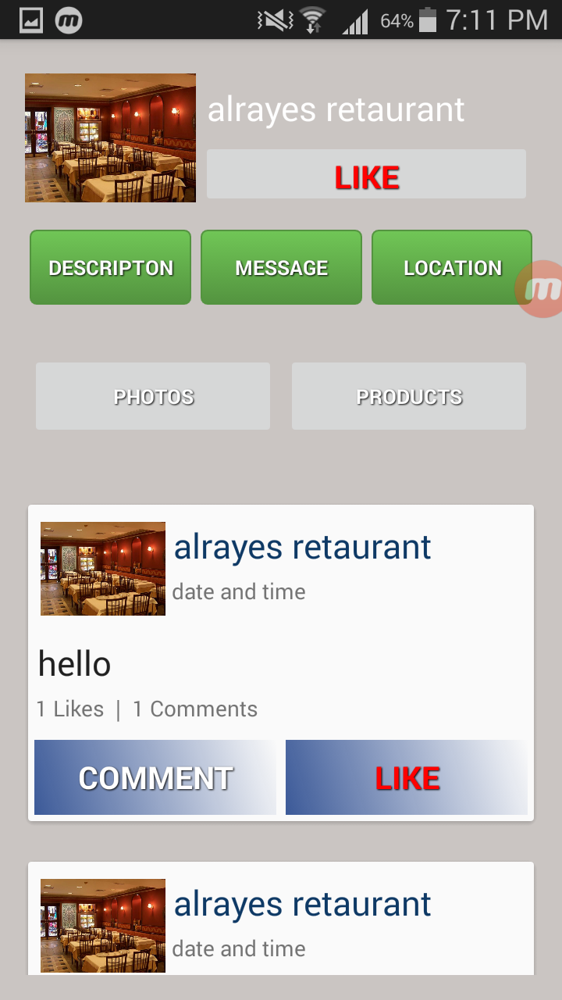 64% 7:11 PM
alrayes retaurant
LIKE
DESCRIPTON MESSAGE LOCATION
m
PHOTOS PRODUCTS
alrayes retaurant
date and time
hello
1 Likes | 1 Comments
COMMENT LIKE
alrayes retaurant
date and time